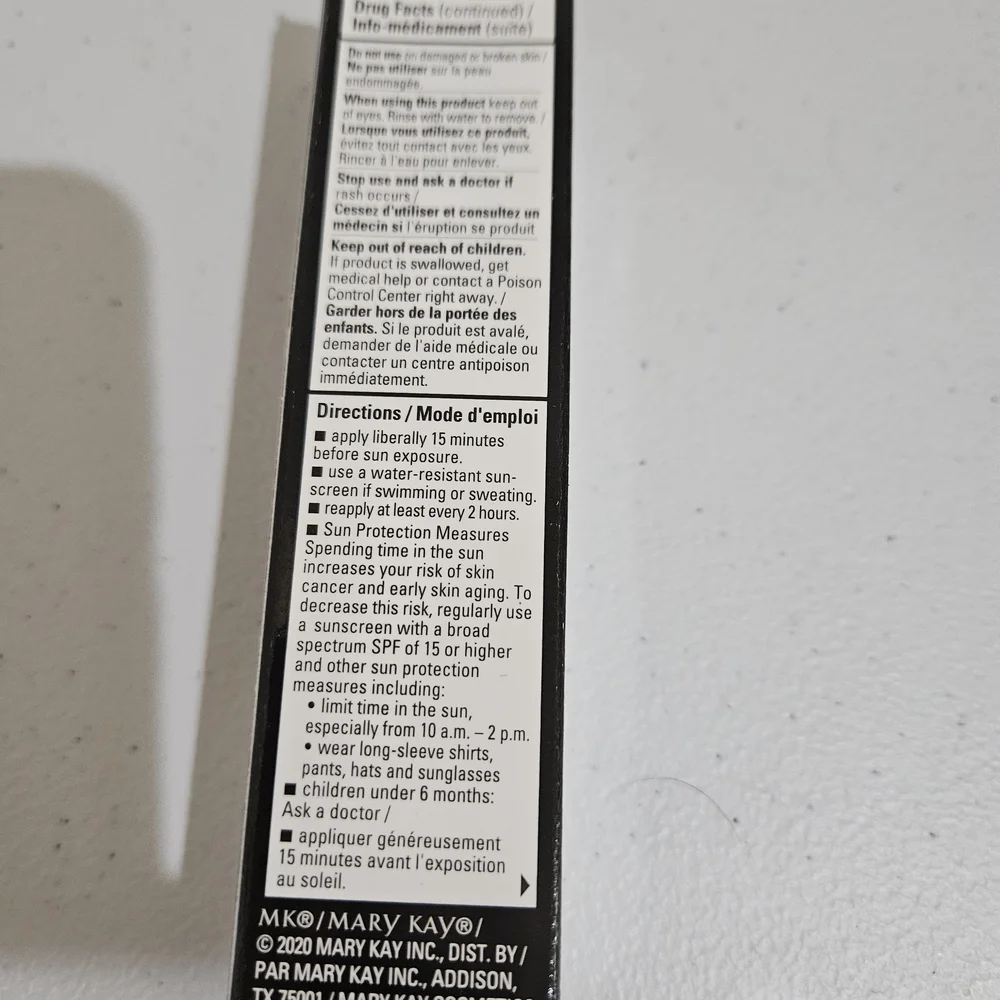 Drug Facts (continued) /
Info-médicament (suite)
Do not use on damaged or broken skin /
Ne pas utiliser sur la peau
endommagée.
When using this product keep out
of eyes. Rinse with water to remove. /
Lorsque vous utilisez ce produit,
évitez tout contact avec les yeux.
Rincer à l'eau pour enlever.
Stop use and ask a doctor if
rash occurs /
Cessez d'utiliser et consultez un
médecin si l'éruption se produit
Keep out of reach of children.
If product is swallowed, get
medical help or contact a Poison
Control Center right away. /
Garder hors de la portée des
enfants. Si le produit est avalé,
demander de l'aide médicale ou
contacter un centre antipoison
immédiatement.
Directions / Mode d'emploi
■ apply liberally 15 minutes
before sun exposure.
■ use a water-resistant sun-
screen if swimming or sweating.
■ reapply at least every 2 hours.
■ Sun Protection Measures
Spending time in the sun
increases your risk of skin
cancer and early skin aging. To
decrease this risk, regularly use
a sunscreen with a broad
spectrum SPF of 15 or higher
and other sun protection
measures including:
• limit time in the sun,
especially from 10 a.m. – 2 p.m.
• wear long-sleeve shirts,
pants, hats and sunglasses
■ children under 6 months:
Ask a doctor /
■ appliquer généreusement
15 minutes avant l'exposition
au soleil.
MK®/MARY KAY®/
© 2020 MARY KAY INC., DIST. BY /
PAR MARY KAY INC., ADDISON,
TX 75001 / MARY KAY COSMETICS